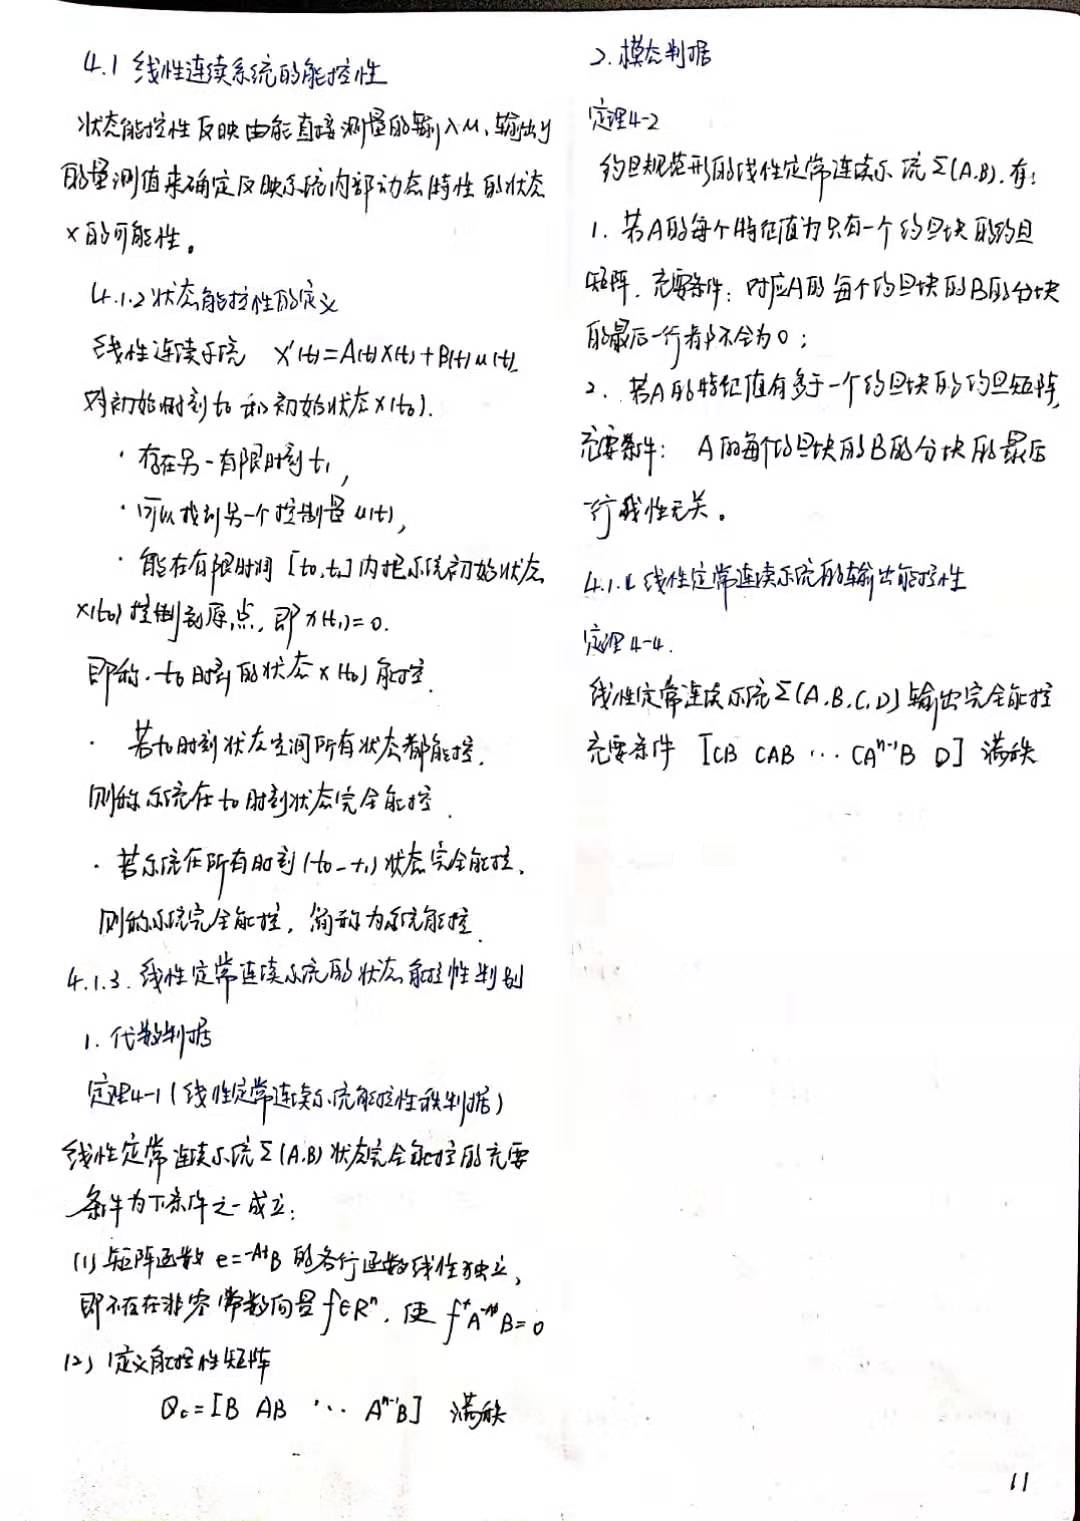 4.1 线性连续系统的能控性
状态能控性反映由能直接测量的输入u、输出y
的量测值来确定反映系统内部动态特性的状态
x的可能性。
4.1.2 状态能控性的定义
线性连续系统 x'(t)=A(t)x(t)+B(t)u(t),
对初始时刻t₀和初始状态x(t₀).
·存在另一有限时刻t₁,
·可以找到另一个控制量u(t),
·能在有限时间[t₀,t₁]内把系统初始状态
x(t₀)控制到原点,即x(t₁)=0.
即称.t₀时刻的状态x(t₀)能控.
· 若t₀时刻状态空间所有状态都能控.
则称系统在t₀时刻状态完全能控.
·若系统在所有时刻(t₀-t₁)状态完全能控.
则称系统完全能控,简称为系统能控.
4.1.3. 线性定常连续系统的状态能控性判别
1. 代数判据
定理4-1(线性定常连续系统能控性秩判据)
线性定常连续系统Σ(A.B)状态完全能控的充要
条件为下条件之一成立:
(1) 矩阵函数 e=⁻ᴬᵗB 的各行函数线性独立,
即不存在非零常数向量f∈Rⁿ, 使 fᵗA⁻ᴬᵗB=0
(2) 定义能控性矩阵
Qc=[B AB ··· Aⁿ⁻¹B] 满秩
2. 模态判据
定理4-2
约旦规范形的线性定常连续系统Σ(A.B).有:
1. 若A的每个特征值为只有一个约旦块的约旦
矩阵. 充要条件: 对应A的每个约旦块的B的分块
的最后一行都不全为0;
2. 若A的特征值有多于一个约旦块的约旦矩阵,
充要条件: A的每个约旦块的B的分块的最后
一行线性无关。
4.1.6 线性定常连续系统的输出能控性
定理4-4.
线性定常连续系统Σ(A.B.C.D)输出完全能控
充要条件 [CB CAB ··· CAⁿ⁻¹B D] 满秩
11